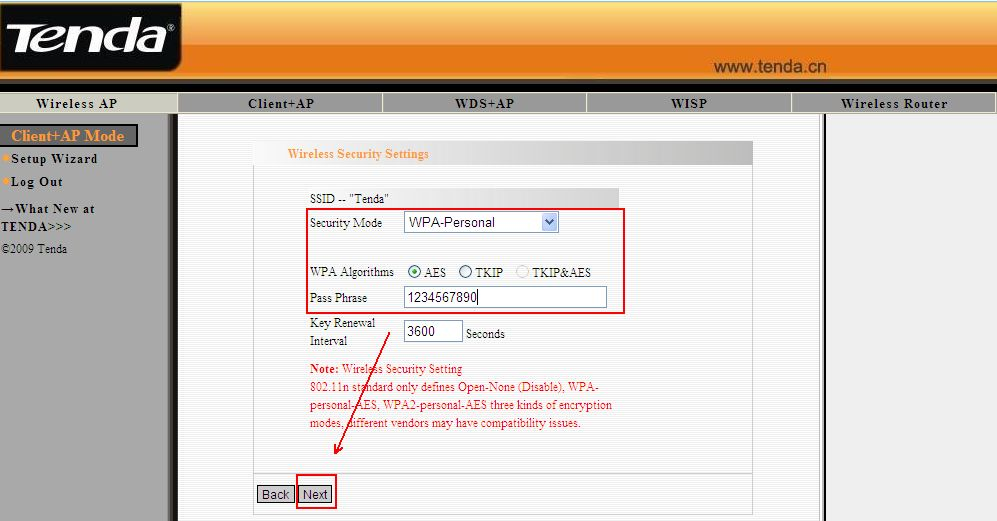 Tenda®
www.tenda.cn
Wireless AP
Client+AP
WDS+AP
WISP
Wireless Router
Client+AP Mode
Setup Wizard
Log Out
→What New at
TENDA>>>
©2009 Tenda
Wireless Security Settings
SSID -- "Tenda"
Security Mode WPA-Personal
WPA Algorithms AES TKIP TKIP&AES
Pass Phrase 1234567890
Key Renewal
Interval 3600 Seconds
Note: Wireless Security Setting
802.11n standard only defines Open-None (Disable), WPA-
personal-AES, WPA2-personal-AES three kinds of encryption
modes, different vendors may have compatibility issues.
Back Next